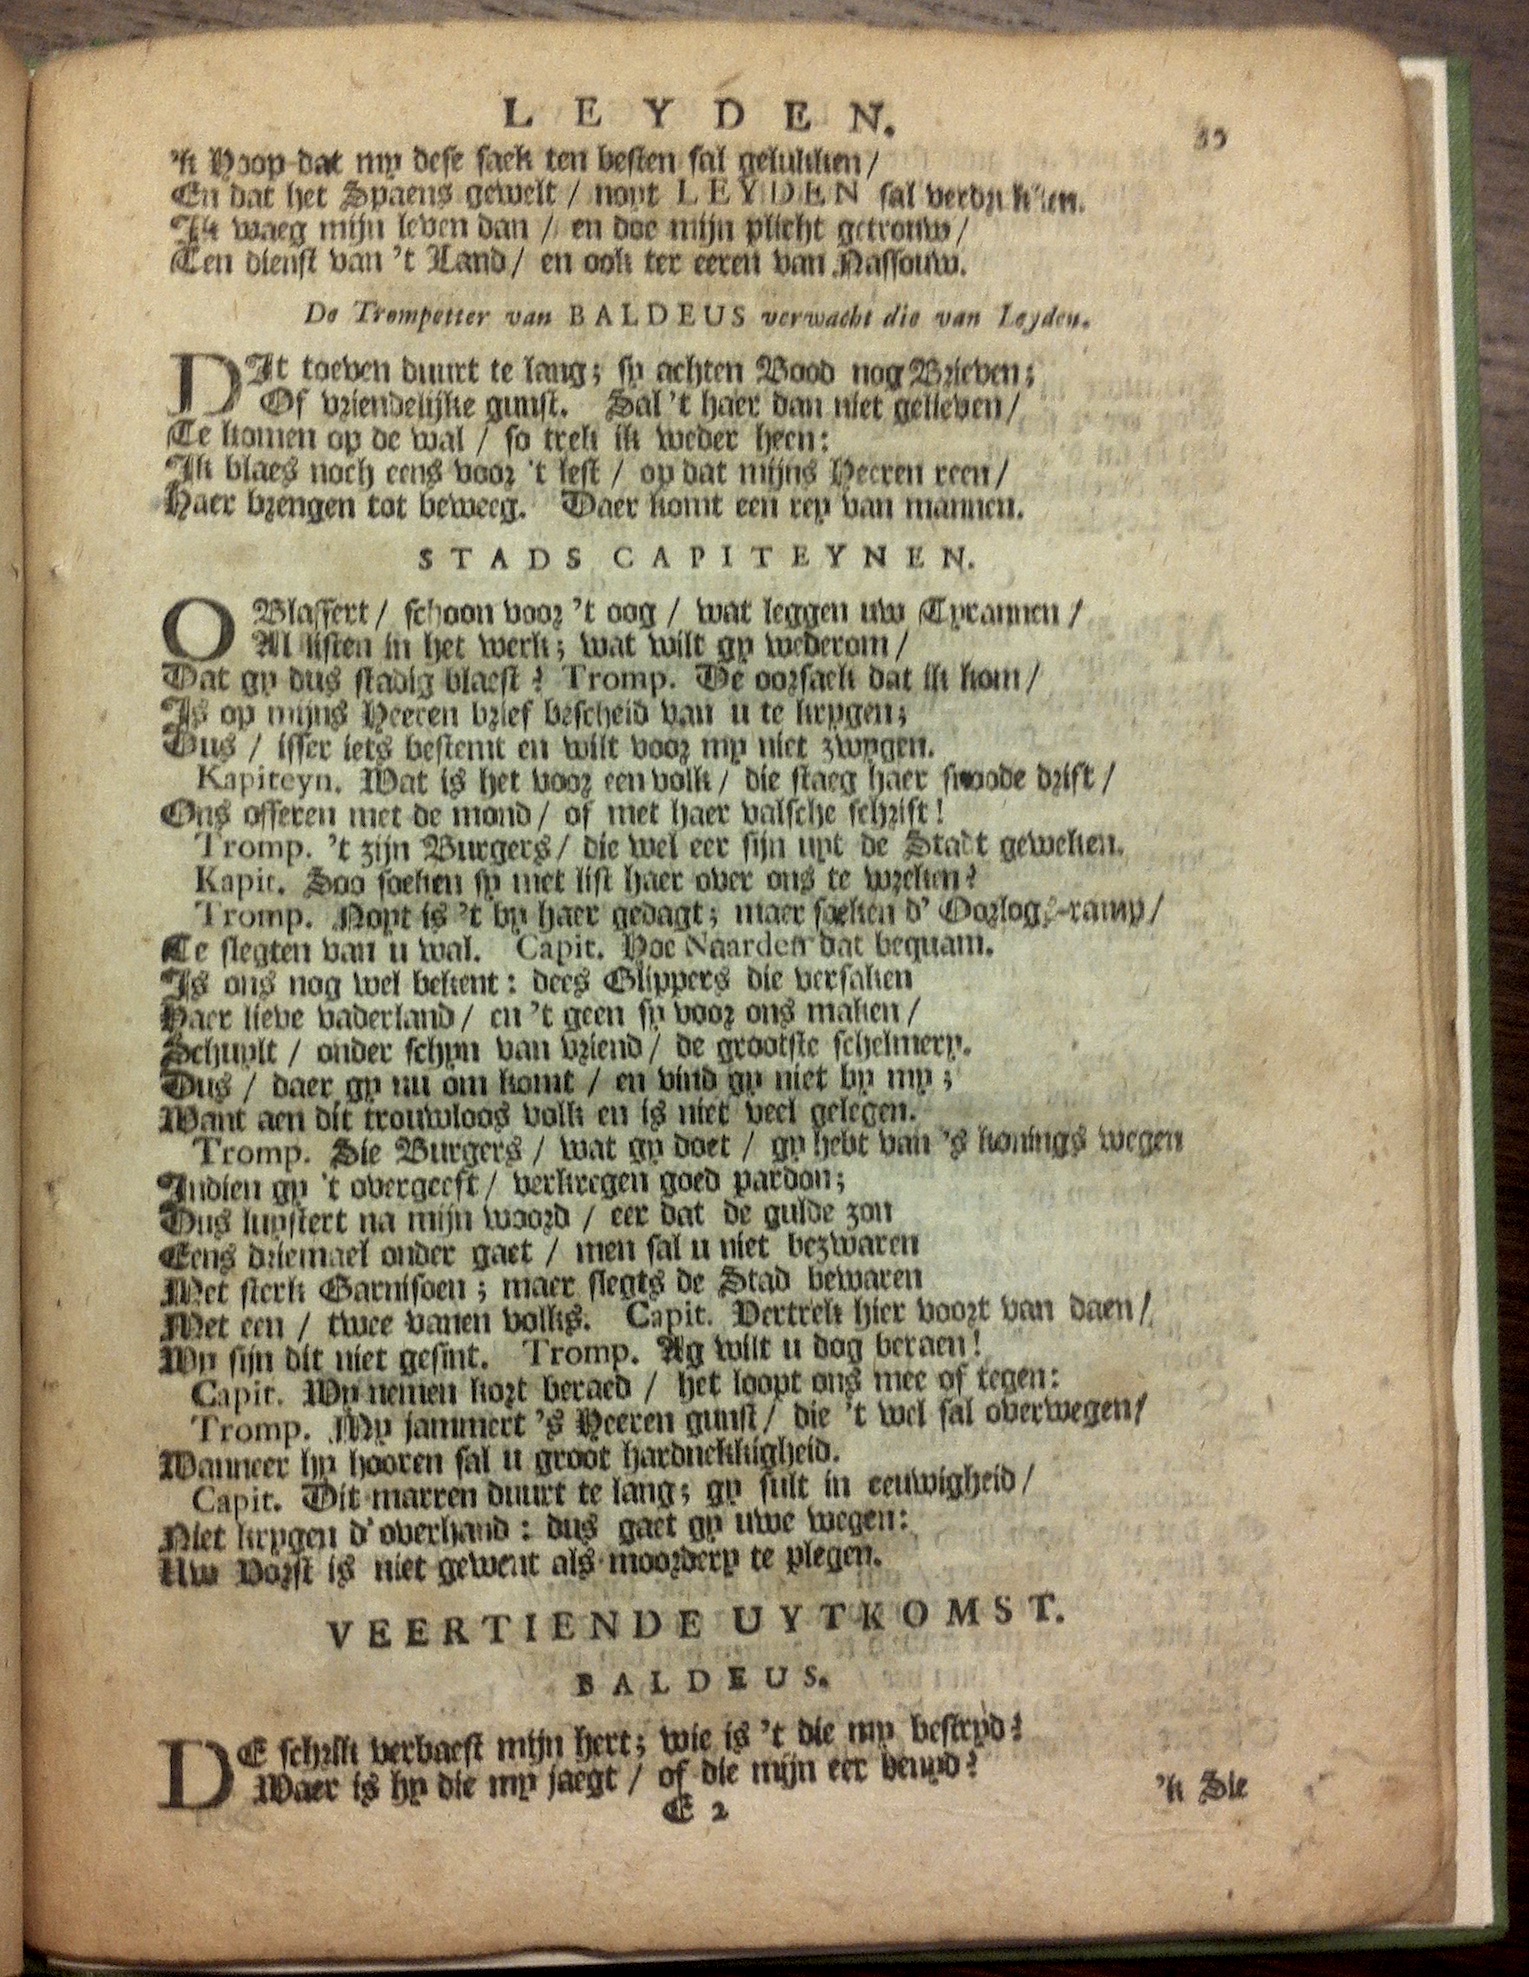 LEYDEN.
35
'k Hoop dat my dese saek ten besten sal gelukken/
En dat het Spaens gewelt / noyt LEYDEN sal verdrukken.
Ik waeg mijn leven dan / en doe mijn plicht getrouw/
Ten dienst van 't Land/ en ook ter eeren van Nassouw.
De Trompetter van BALDEUS verwacht die van Leyden.
DIt toeven duurt te lang; sy achten Bood nog Brieven;
Of vriendelijke gunst. Sal 't haer dan niet gelieven/
Te komen op de wal / so trek ik weder heen:
Ik blaes noch eens voor 't lest / op dat mijns Heeren reen/
Haer brengen tot beweeg. Daer komt een rey van mannen.
STADS CAPITEYNEN.
O Blaffert/ schoon voor 't oog / wat leggen uw Tyrannen/
Al listen in het werk; wat wilt gy wederom/
Dat gy dus stadig blaest? Tromp. De oorsaek dat ik kom/
Is op mijns Heeren brief bescheid van u te krygen;
Dus / isser iets bestemt en wilt voor my niet zwygen.
Kapiteyn. Wat is het voor een volk/ die staeg haer snoode drift/
Ons offeren met de mond/ of met haer valsche schrift!
Tromp. 't zijn Burgers/ die wel eer sijn uyt de Stadt geweken.
Kapit. Soo soeken sy met list haer over ons te wreken?
Tromp. Noyt is 't by haer gedagt; maer soeken d' Oorlogs-ramp/
Te slegten van u wal. Capit. Hoe Naarden dat bequam.
Is ons nog wel bekent: dees Glippers die versaken
Haer lieve vaderland/ en 't geen sy voor ons maken/
Schuylt / onder schyn van vriend/ de grootste schelmery.
Dus / daer gy nu om komt / en vind gy niet by my;
Want aen dit trouwloos volk en is niet veel gelegen.
Tromp. Sie Burgers / wat gy doet / gy hebt van 's konings wegen
Indien gy 't overgeeft/ verkregen goed pardon;
Dus luystert na mijn woord / eer dat de gulde zon
Eens driemael onder gaet / men sal u niet bezwaren
Met sterk Garnisoen; maer slegts de Stad bewaren
Met een / twee vanen volks. Capit. Vertrek hier voort van daen/
Wy sijn dit niet gesint. Tromp. Ag wilt u dog beraen!
Capit. Wy nemen kort beraed / het loopt ons mee of tegen:
Tromp. My jammert 's Heeren gunst/ die 't wel sal overwegen/
Wanneer hy hooren sal u groot hardnekkigheid.
Capit. Dit marren duurt te lang; gy sult in eeuwigheid/
Niet krygen d'overhand: dus gaet gy uwe wegen:
Uw Vorst is niet gewent als moordery te plegen.
VEERTIENDE UYTKOMST.
BALDEUS.
DE schrik verbaest mijn hert; wie is 't die my bestryd?
Waer is hy die my jaegt / of die mijn eer benyd?
E 2
'k Sie